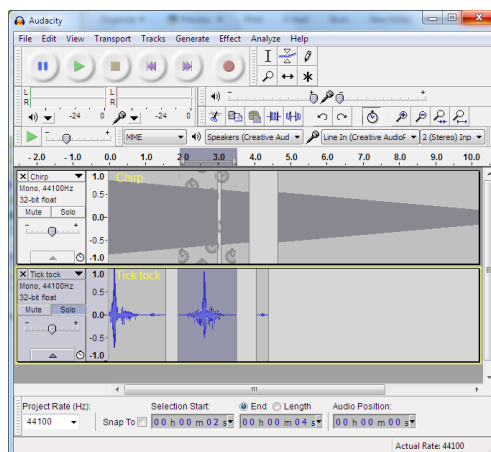 Audacity
File Edit View Transport Tracks Generate Effect Analyze Help
L
R
-24 0
L
R
-24 0
MME
Speakers (Creative Aud
Line In (Creative AudioF
2 (Stereo) Inp
- 2.0 - 1.0 0.0 1.0 2.0 3.0 4.0 5.0 6.0 7.0 8.0 9.0 10.0
Chirp
Mono, 44100Hz
32-bit float
Mute Solo
- +
1.0
0.5-
0.0-
-0.5-
-1.0
Chirp
Tick tock
Mono, 44100Hz
32-bit float
Mute Solo
- +
1.0
0.5-
0.0-
-0.5-
-1.0
Tick tock
Project Rate (Hz):
44100
Snap To
Selection Start:
00 h 00 m 02 s
End Length
00 h 00 m 04 s
Audio Position:
00 h 00 m 00 s
Actual Rate: 44100